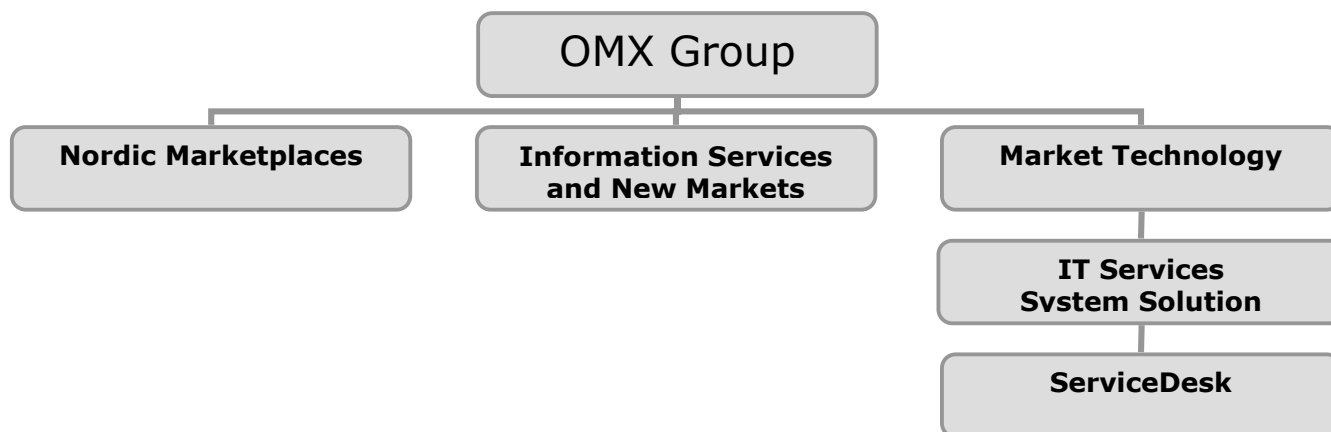 OMX Group
Nordic Marketplaces
Information Services
and New Markets
Market Technology
IT Services
System Solution
ServiceDesk